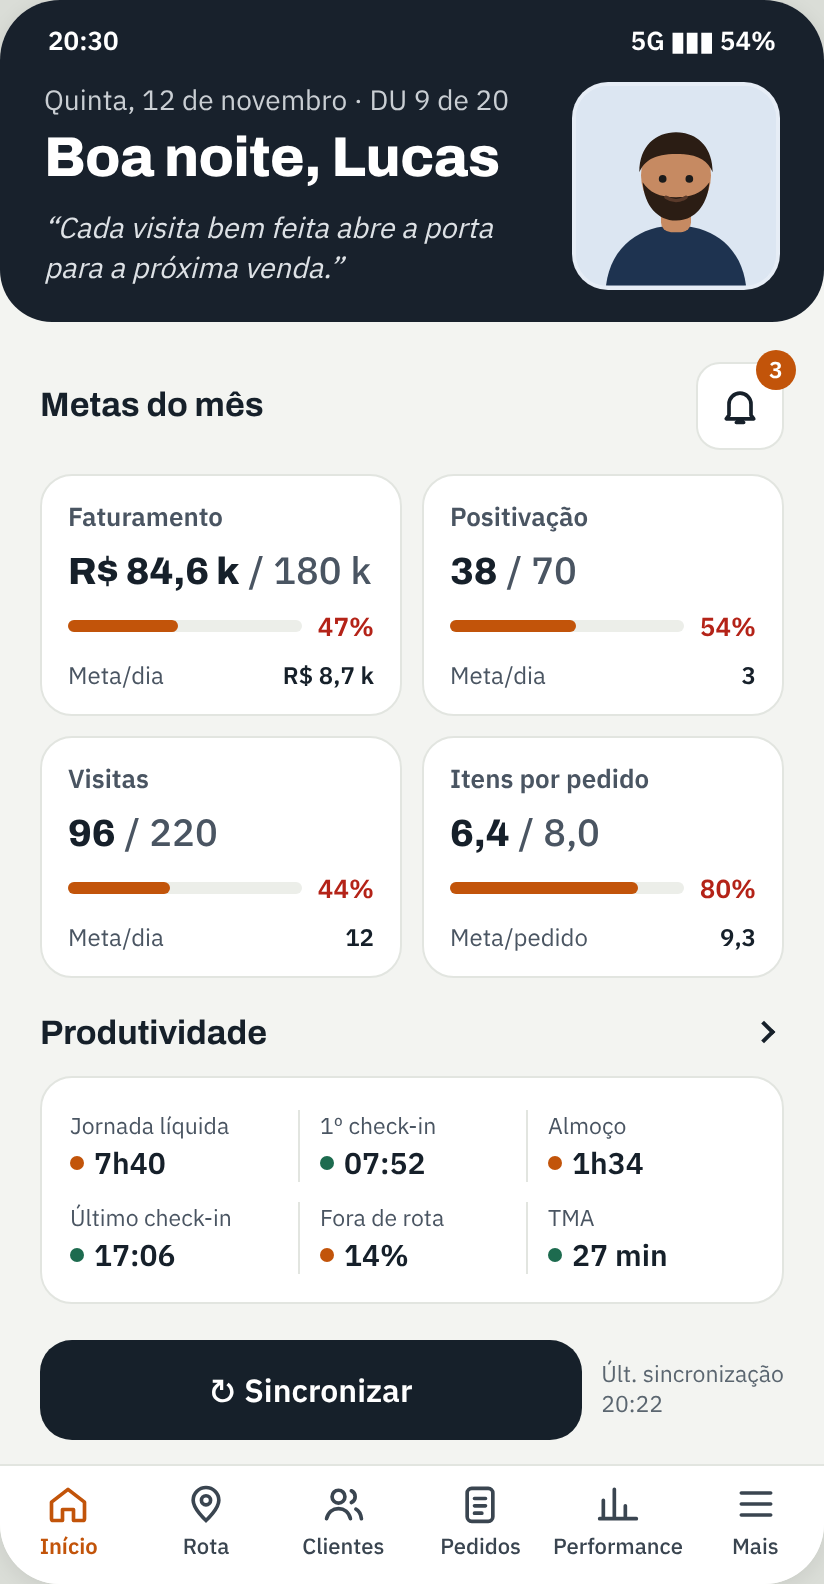 20:30
5G 54%
Quinta, 12 de novembro · DU 9 de 20
Boa noite, Lucas
“Cada visita bem feita abre a porta
para a próxima venda.”
Metas do mês
3
Faturamento
R$ 84,6 k / 180 k
47%
Meta/dia R$ 8,7 k
Positivação
38 / 70
54%
Meta/dia 3
Visitas
96 / 220
44%
Meta/dia 12
Itens por pedido
6,4 / 8,0
80%
Meta/pedido 9,3
Produtividade
Jornada líquida
7h40
1º check-in
07:52
Almoço
1h34
Último check-in
17:06
Fora de rota
14%
TMA
27 min
↻ Sincronizar
Últ. sincronização
20:22
Início
Rota
Clientes
Pedidos
Performance
Mais